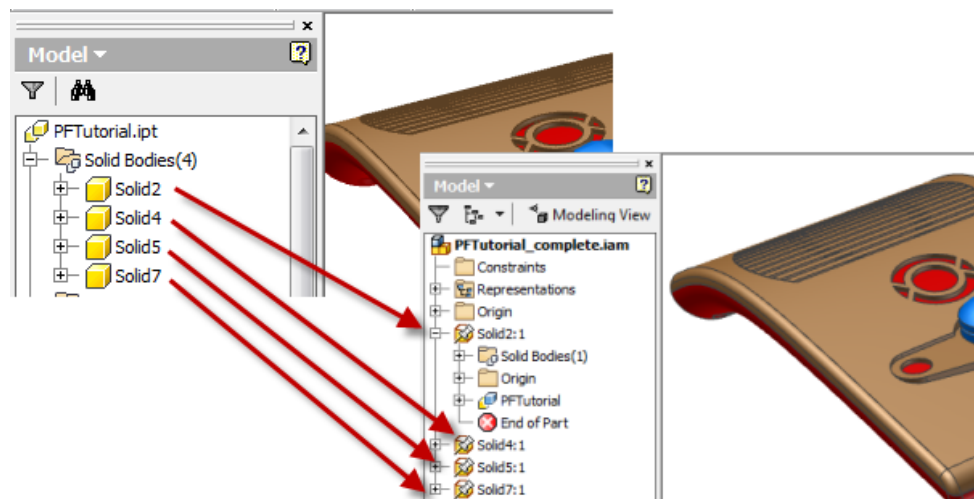 Model
PFTutorial.ipt
Solid Bodies(4)
Solid2
Solid4
Solid5
Solid7
Model
Modeling View
PFTutorial_complete.iam
Constraints
Representations
Origin
Solid2:1
Solid Bodies(1)
Origin
PFTutorial
End of Part
Solid4:1
Solid5:1
Solid7:1